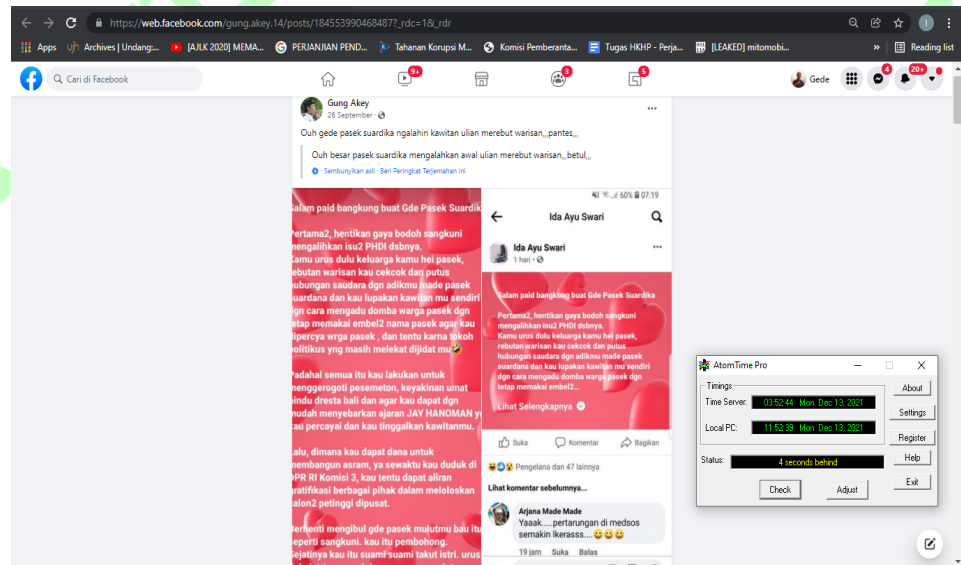 https://web.facebook.com/gung.akey.14/posts/1845539904684877?_rdc=1&_rdr
Apps
Archives | Undang:...
[AJLK 2020] MEMA...
PERJANJIAN PEND...
Tahanan Korupsi M...
Komisi Pemberanta...
Tugas HKHP - Perja...
[LEAKED] mitomobi...
»
Reading list
Cari di Facebook
9+
3
5
Gede
4
20+
Gung Akey
26 September ·
Ouh gede pasek suardika ngalahin kawitan ulian merebut warisan,,,pantes,,,
Ouh besar pasek suardika mengalahkan awal ulian merebut warisan,,,betul,,,
Sembunyikan asli · Beri Peringkat Terjemahan Ini
Salam paid bangkung buat Gde Pasek Suardik
Pertama2, hentikan gaya bodoh sangkuni
mengalihkan isu2 PHDI dsbnya.
Kamu urus dulu keluarga kamu hei pasek,
rebutan warisan kau cekcok dan putus
hubungan saudara dgn adikmu made pasek
suardana dan kau lupakan kawitan mu sendiri
dgn cara mengadu domba warga pasek dgn
tetap memakai embel2 nama pasek agar kau
dipercya wrga pasek , dan tentu karna tokoh
politikus yng masih melekat dijidat mu
Padahal semua itu kau lakukan untuk
menggerogoti pesemeton, keyakinan umat
hindu dresta bali dan agar kau dapat dgn
mudah menyebarkan ajaran JAY HANOMAN y
kau percayai dan kau tinggalkan kawitanmu.
Lalu, dimana kau dapat dana untuk
membangun asram, ya sewaktu kau duduk di
DPR RI Komisi 3, kau tentu dapat aliran
gratifikasi berbagai pihak dalam meloloskan
calon2 petinggi dipusat.
Berhenti mengibul gde pasek mulutmu bau itu
seperti sangkuni. kau itu pembohong.
Sejatinya kau itu suami suami takut istri. urus
60% 07:19
Ida Ayu Swari
Ida Ayu Swari
1 hari ·
Salam paid bangkung buat Gde Pasek Suardika
Pertama2, hentikan gaya bodoh sangkuni
mengalihkan isu2 PHDI dsbnya.
Kamu urus dulu keluarga kamu hei pasek,
rebutan warisan kau cekcok dan putus
hubungan saudara dgn adikmu made pasek
suardana dan kau lupakan kawitan mu sendiri
dgn cara mengadu domba warga pasek dgn
tetap memakai embel2...
Lihat Selengkapnya
Suka
Komentar
Bagikan
Pengelana dan 47 lainnya
Lihat komentar sebelumnya...
Arjana Made Made
Yaaak.....pertarungan di medsos
semakin lkerasss....
19 jam Suka Balas
AtomTime Pro
Timings
Time Server: 03:52:44 Mon Dec 13, 2021
Local PC: 11:52:39 Mon Dec 13, 2021
Status: 4 seconds behind
Check
Adjust
About
Settings
Register
Help
Exit